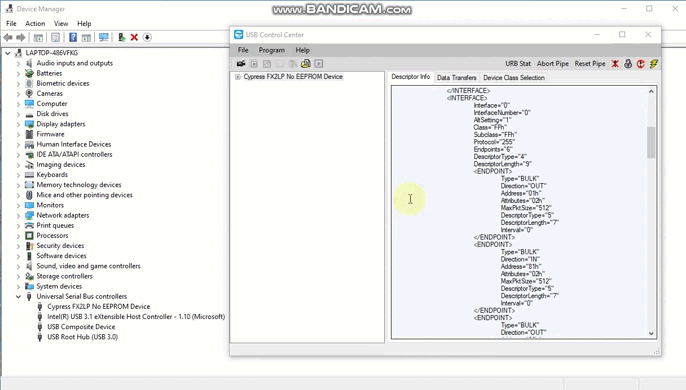 Device Manager
www.BANDICAM.com
File Action View Help
LAPTOP-486VFKG
Audio inputs and outputs
Batteries
Biometric devices
Cameras
Computer
Disk drives
Display adapters
Firmware
Human Interface Devices
IDE ATA/ATAPI controllers
Imaging devices
Keyboards
Memory technology devices
Mice and other pointing devices
Monitors
Network adapters
Print queues
Processors
Security devices
Software devices
Sound, video and game controllers
Storage controllers
System devices
Universal Serial Bus controllers
Cypress FX2LP No EEPROM Device
Intel(R) USB 3.1 eXtensible Host Controller - 1.10 (Microsoft)
USB Composite Device
USB Root Hub (USB 3.0)
USB Control Center
File Program Help
URB Stat Abort Pipe Reset Pipe
Cypress FX2LP No EEPROM Device
Descriptor Info Data Transfers Device Class Selection
</INTERFACE>
<INTERFACE>
Interface="0"
InterfaceNumber="0"
AltSetting="1"
Class="FFh"
Subclass="FFh"
Protocol="255"
Endpoints="6"
DescriptorType="4"
DescriptorLength="9"
<ENDPOINT>
Type="BULK"
Direction="OUT"
Address="01h"
Attributes="02h"
MaxPktSize="512"
DescriptorType="5"
DescriptorLength="7"
Interval="0"
</ENDPOINT>
<ENDPOINT>
Type="BULK"
Direction="IN"
Address="81h"
Attributes="02h"
MaxPktSize="512"
DescriptorType="5"
DescriptorLength="7"
Interval="0"
</ENDPOINT>
<ENDPOINT>
Type="BULK"
Direction="OUT"